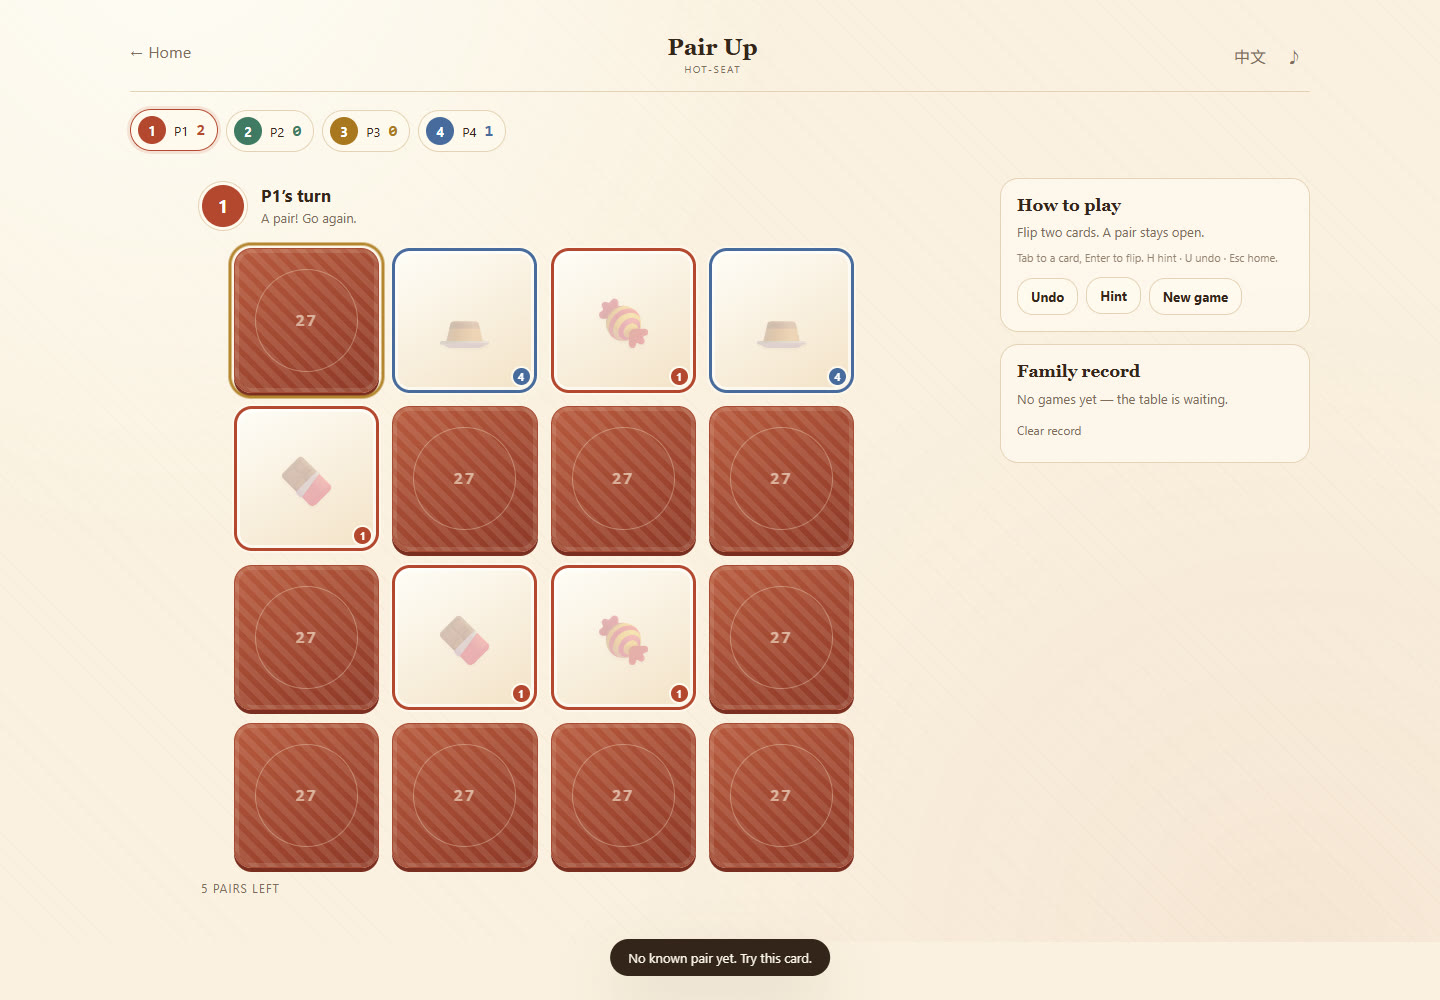 ← Home
Pair Up
HOT-SEAT
中文 ♪
1 P1 2
2 P2 0
3 P3 0
4 P4 1
1
P1’s turn
A pair! Go again.
27
4
1
4
1
27
27
27
27
1
1
27
27
27
27
27
5 PAIRS LEFT
How to play
Flip two cards. A pair stays open.
Tab to a card, Enter to flip. H hint · U undo · Esc home.
Undo
Hint
New game
Family record
No games yet — the table is waiting.
Clear record
No known pair yet. Try this card.